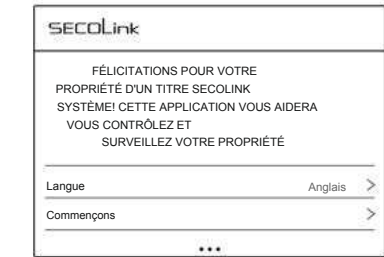 SECOLink
FÉLICITATIONS POUR VOTRE
PROPRIÉTÉ D'UN TITRE SECOLINK
SYSTÈME! CETTE APPLICATION VOUS AIDERA
VOUS CONTRÔLEZ ET
SURVEILLEZ VOTRE PROPRIÉTÉ
Langue Anglais >
Commençons >
...